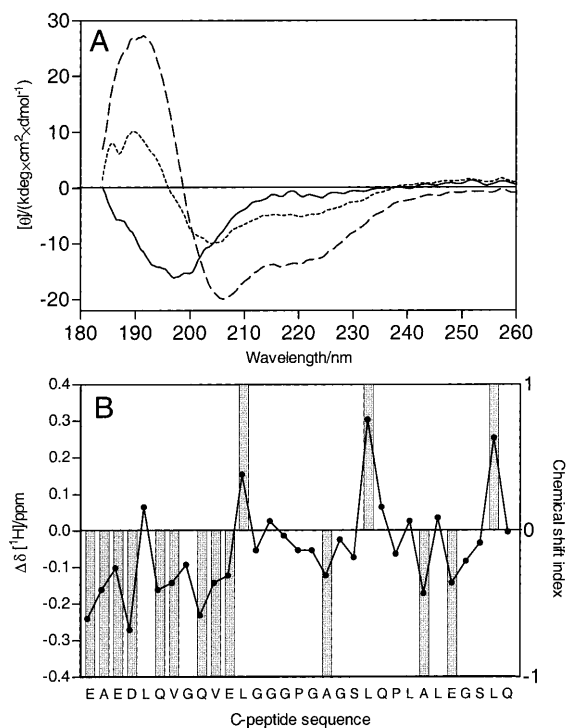 A
30
20
10
0
-10
-20
[θ]/(kdeg×cm²×dmol⁻¹)
180 190 200 210 220 230 240 250 260
Wavelength/nm
B
0.4
0.3
0.2
0.1
0.0
-0.1
-0.2
-0.3
-0.4
Δδ [¹H]/ppm
1
0
-1
Chemical shift index
E A E D L Q V G Q V E L G G G P G A G S L Q P L A L E G S L Q
C-peptide sequence